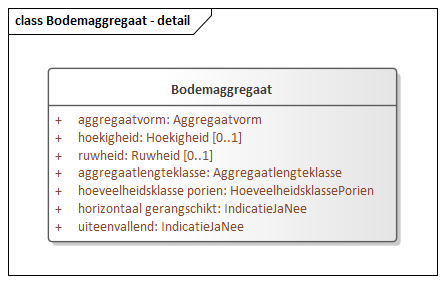 class Bodemaggregaat - detail
Bodemaggregaat
+ aggregaatvorm: Aggregaatvorm
+ hoekigheid: Hoekigheid [0..1]
+ ruwheid: Ruwheid [0..1]
+ aggregaatlengteklasse: Aggregaatlengteklasse
+ hoeveelheidsklasse porien: HoeveelheidsklassePorien
+ horizontaal gerangschikt: IndicatieJaNee
+ uiteenvallend: IndicatieJaNee